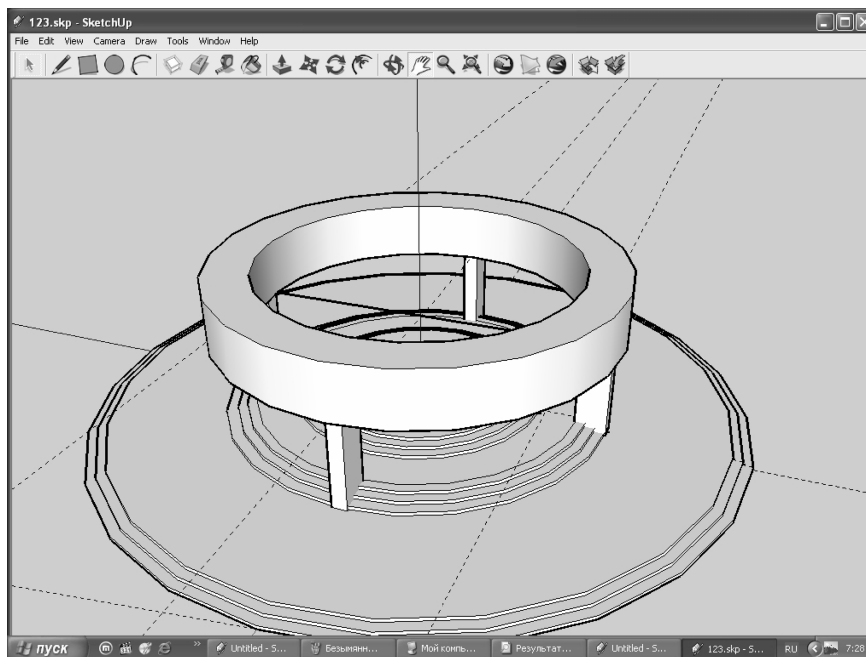 123.skp - SketchUp
File Edit View Camera Draw Tools Window Help
пуск
Untitled - S...
Безымянн...
Мой компь...
Результат...
Untitled - S...
123.skp - S...
RU
7:28